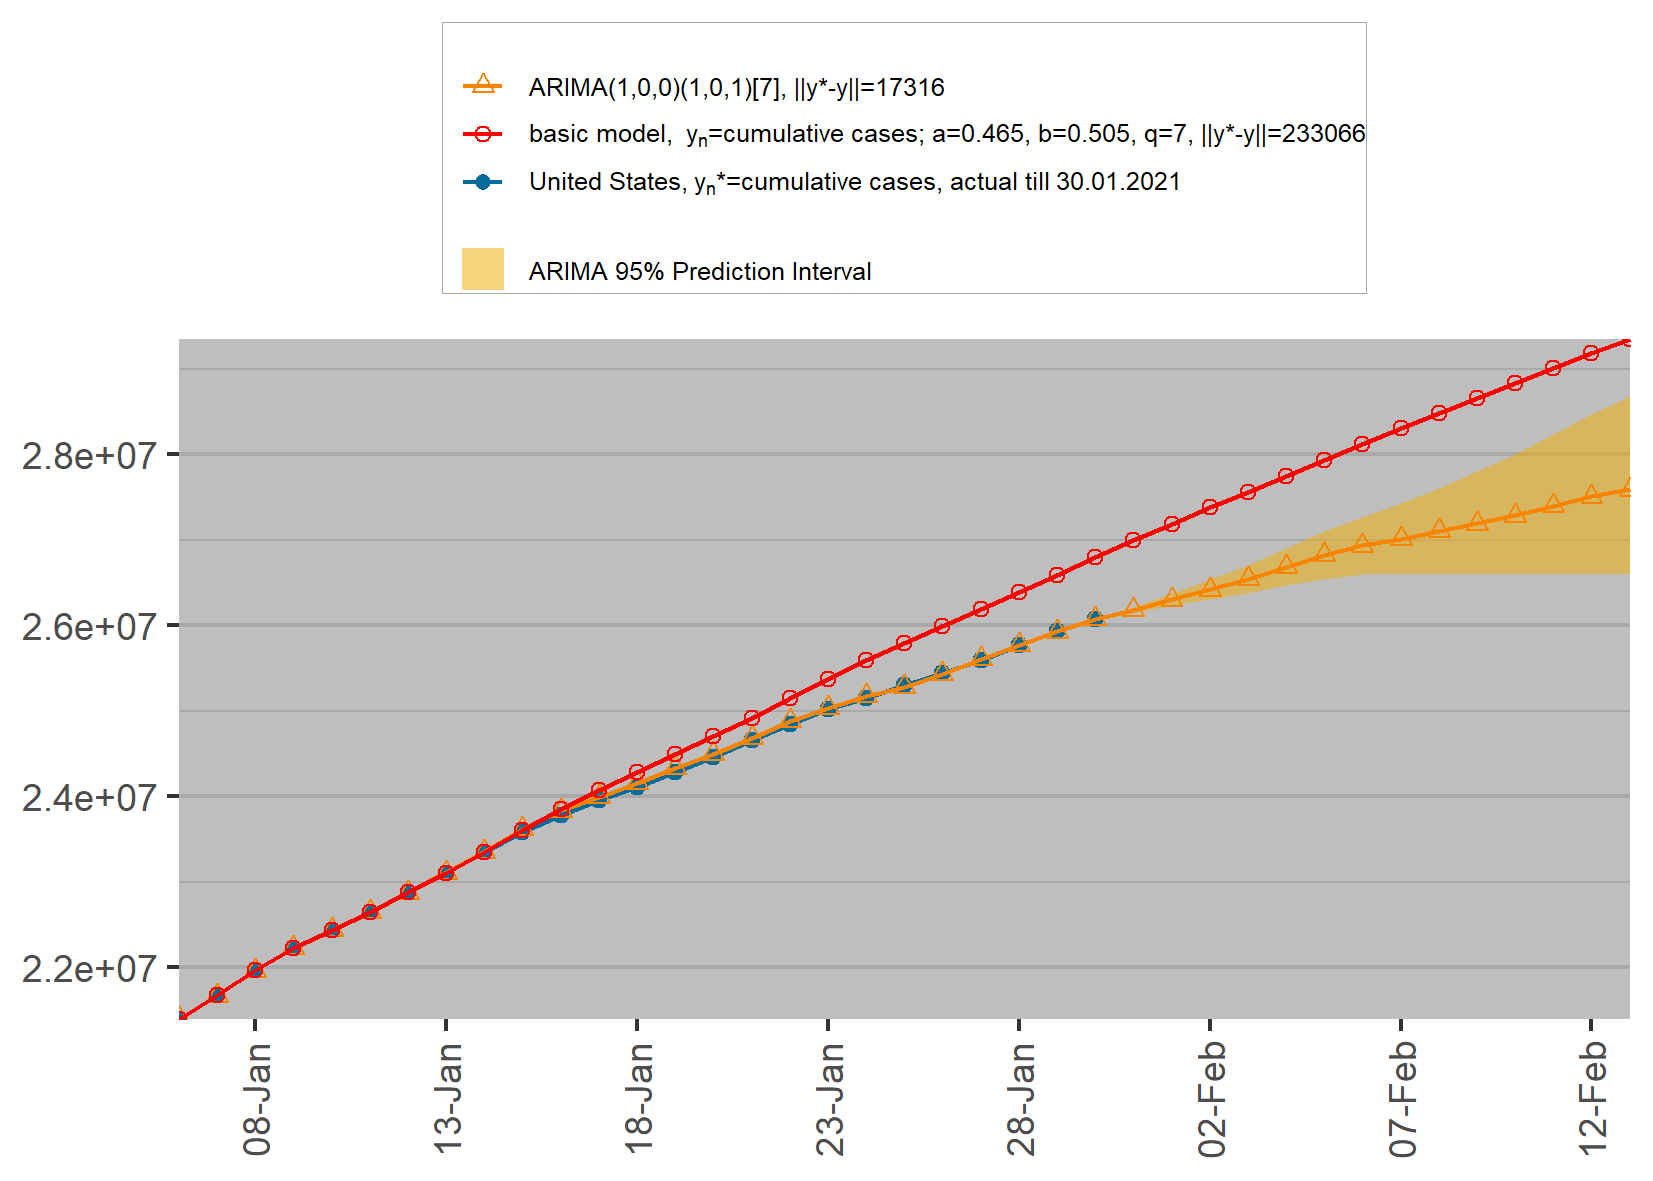 ARIMA(1,0,0)(1,0,1)[7], ||y*-y||=17316
basic model,  yn=cumulative cases; a=0.465, b=0.505, q=7, ||y*-y||=233066
United States, yn*=cumulative cases, actual till 30.01.2021
ARIMA 95% Prediction Interval
2.8e+07
2.6e+07
2.4e+07
2.2e+07
08-Jan
13-Jan
18-Jan
23-Jan
28-Jan
02-Feb
07-Feb
12-Feb